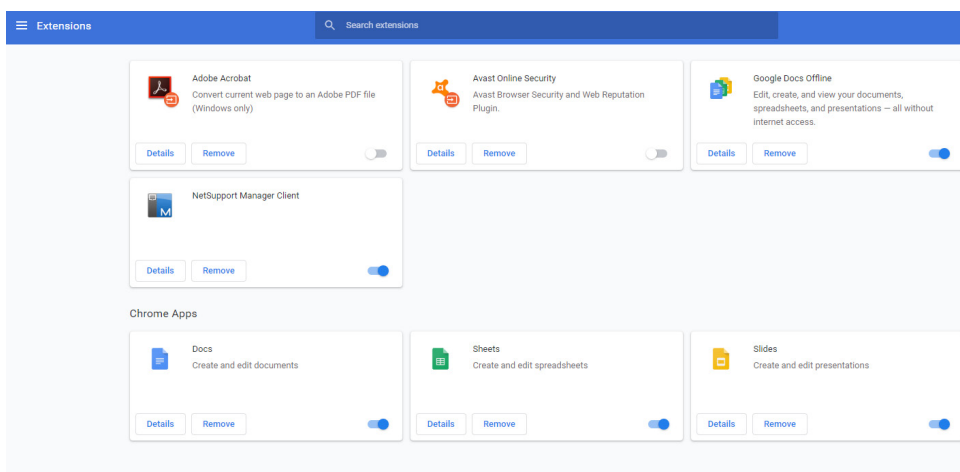 Extensions
Search extensions
Adobe Acrobat
Convert current web page to an Adobe PDF file
(Windows only)
Details
Remove
Avast Online Security
Avast Browser Security and Web Reputation
Plugin.
Details
Remove
Google Docs Offline
Edit, create, and view your documents,
spreadsheets, and presentations — all without
internet access.
Details
Remove
NetSupport Manager Client
M
Details
Remove
Chrome Apps
Docs
Create and edit documents
Details
Remove
Sheets
Create and edit spreadsheets
Details
Remove
Slides
Create and edit presentations
Details
Remove